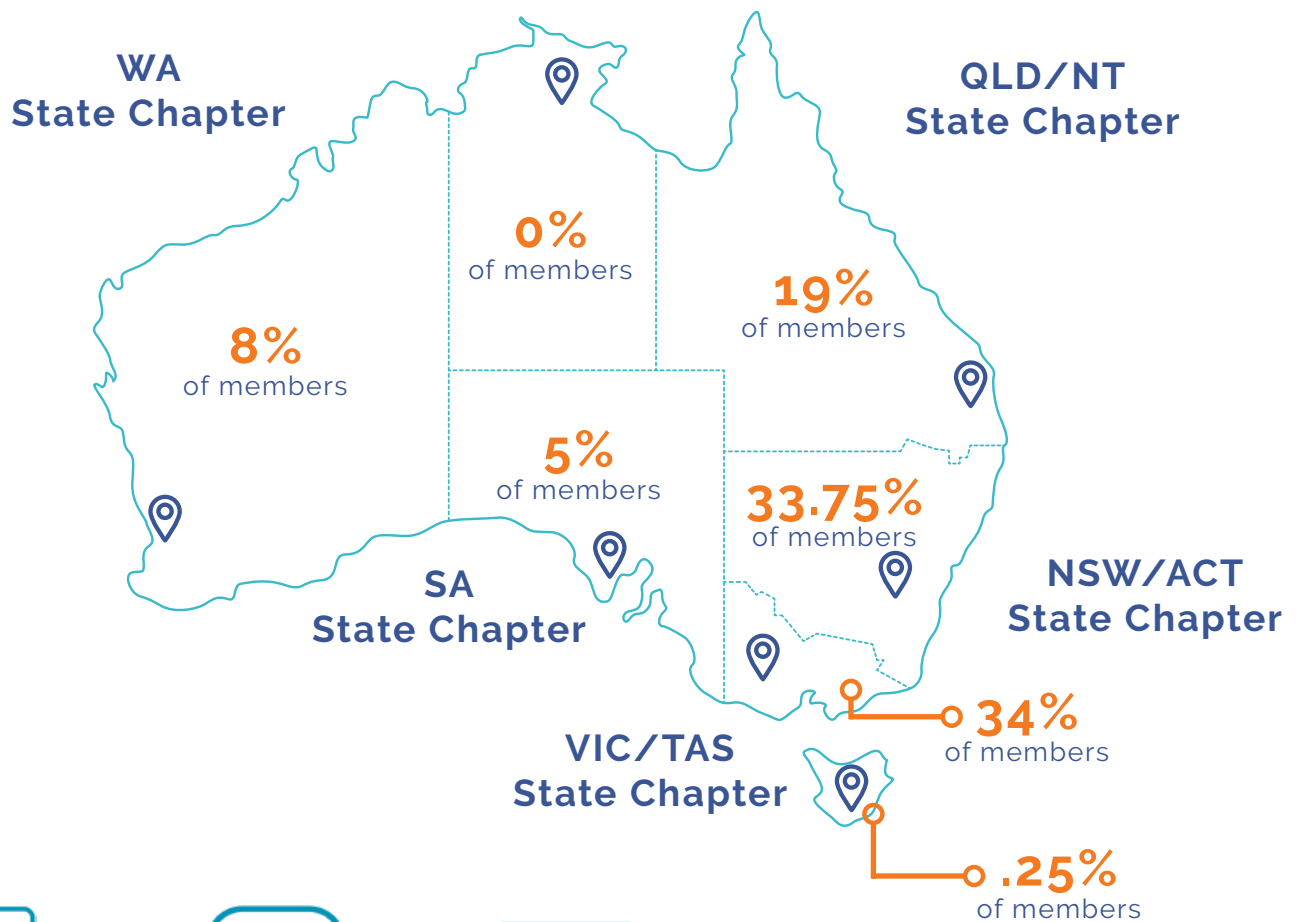 WA
State Chapter
QLD/NT
State Chapter
0%
of members
19%
of members
8%
of members
5%
of members
33.75%
of members
SA
State Chapter
NSW/ACT
State Chapter
34%
of members
VIC/TAS
State Chapter
.25%
of members